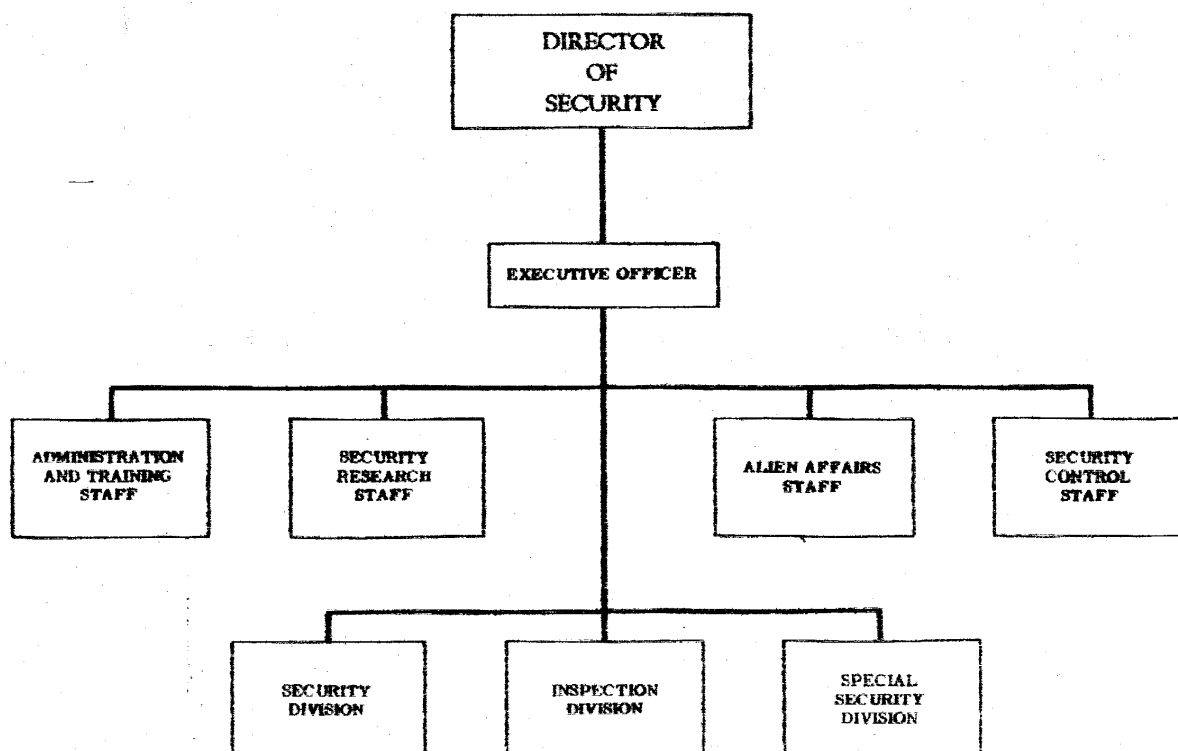 DIRECTOR
OF
SECURITY
EXECUTIVE OFFICER
ADMINISTRATION
AND TRAINING
STAFF
SECURITY
RESEARCH
STAFF
ALIEN AFFAIRS
STAFF
SECURITY
CONTROL
STAFF
SECURITY
DIVISION
INSPECTION
DIVISION
SPECIAL
SECURITY
DIVISION